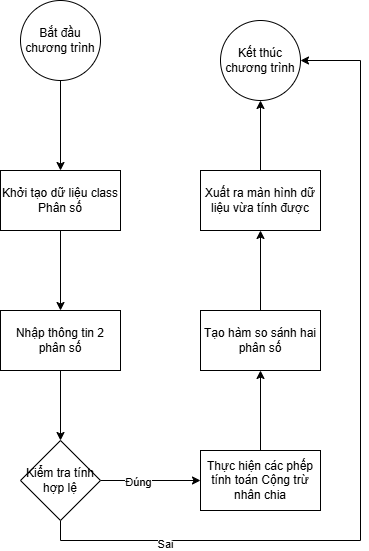 Bắt đầu
chương trình
Khởi tạo dữ liệu class
Phân số
Nhập thông tin 2
phân số
Kiểm tra tính
hợp lệ
Đúng
Sai
Thực hiện các phếp
tính toán Cộng trừ
nhân chia
Tạo hàm so sánh hai
phân số
Xuất ra màn hình dữ
liệu vừa tính được
Kết thúc
chương trình